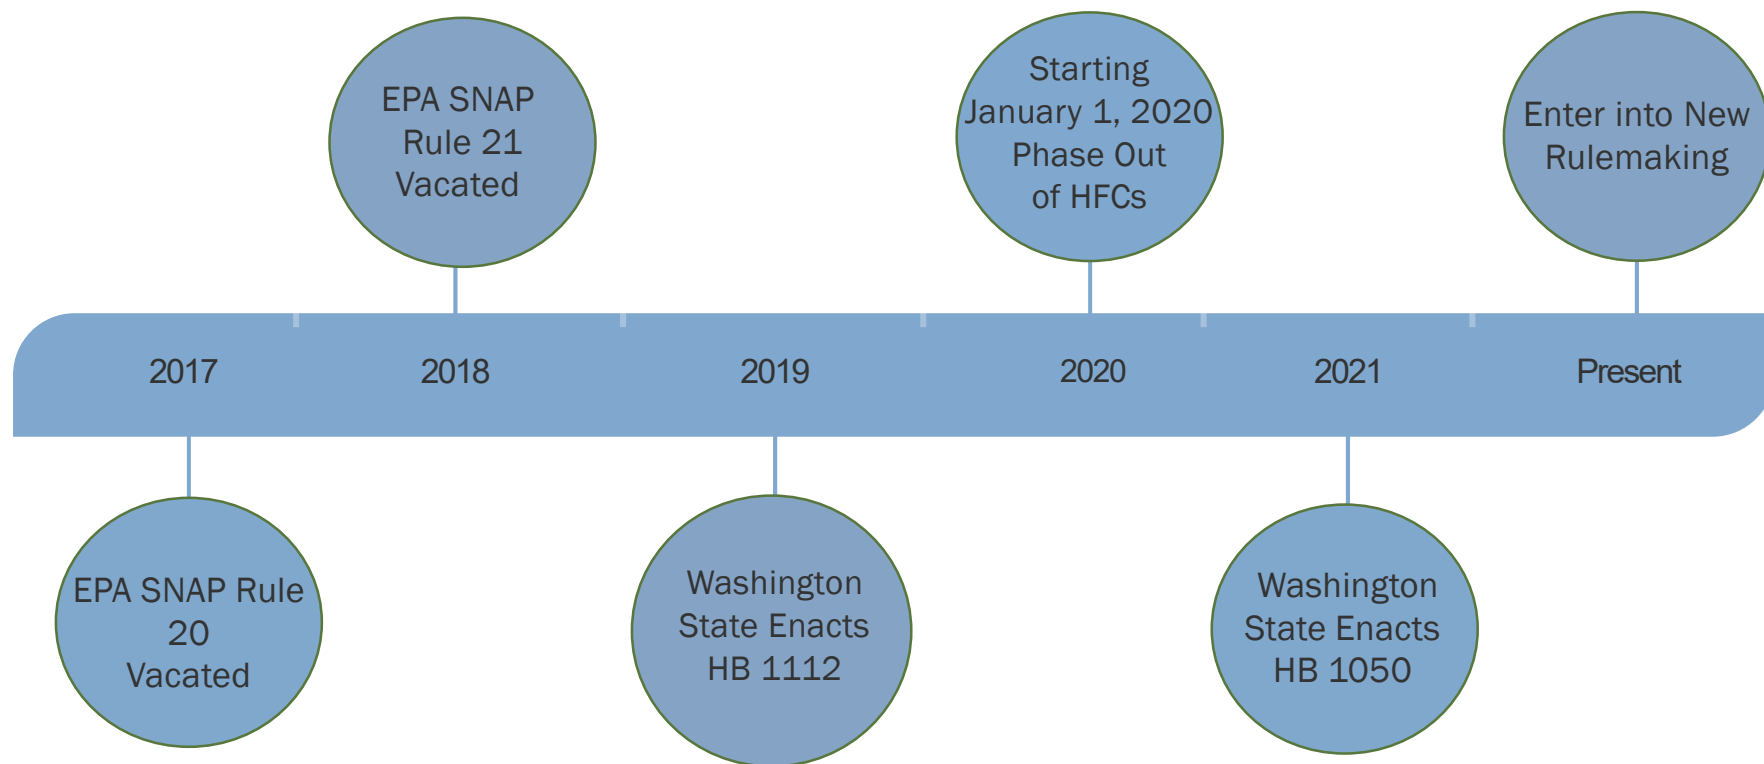 EPA SNAP
Rule 21
Vacated
Starting
January 1, 2020
Phase Out
of HFCs
Enter into New
Rulemaking
2017
2018
2019
2020
2021
Present
EPA SNAP Rule
20
Vacated
Washington
State Enacts
HB 1112
Washington
State Enacts
HB 1050